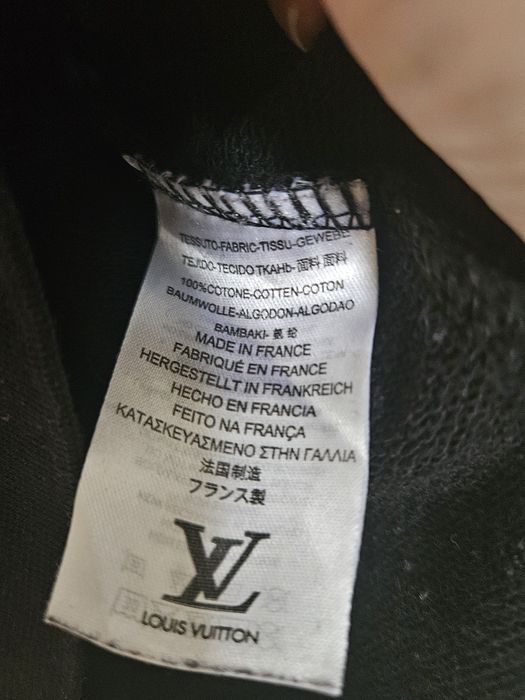 TESSUTO-FABRIC-TISSU-GEWEBE
TEJIDO-TECIDO TKAHb-面料 面料
100%COTONE-COTTEN-COTON
BAUMWOLLE-ALGODON-ALGODAO
BAMBAKI-
MADE IN FRANCE
FABRIQUÉ EN FRANCE
HERGESTELLT IN FRANKREICH
HECHO EN FRANCIA
FEITO NA FRANÇA
ΚΑΤΑΣΚΕΥΑΣΜΕΝΟ ΣΤΗΝ ΓΑΛΛΙΑ
法国制造
フランス製
LV
LOUIS VUITTON